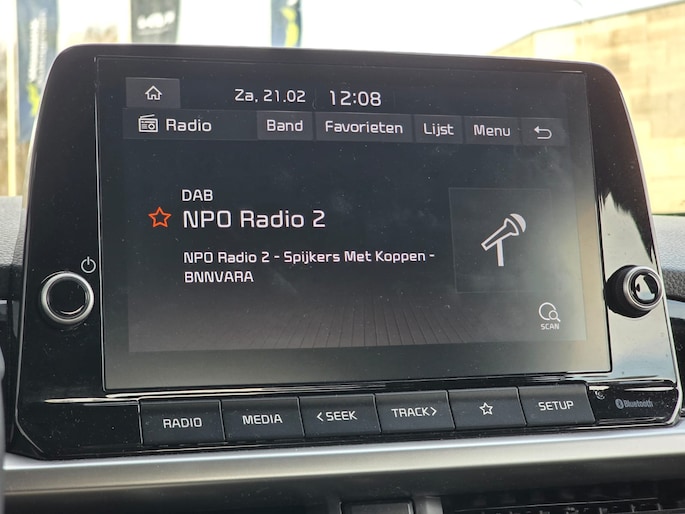 Za, 21.02 12:08
Radio Band Favorieten Lijst Menu
DAB
NPO Radio 2
NPO Radio 2 - Spijkers Met Koppen -
BNNVARA
SCAN
RADIO MEDIA <SEEK TRACK> SETUP
Bluetooth